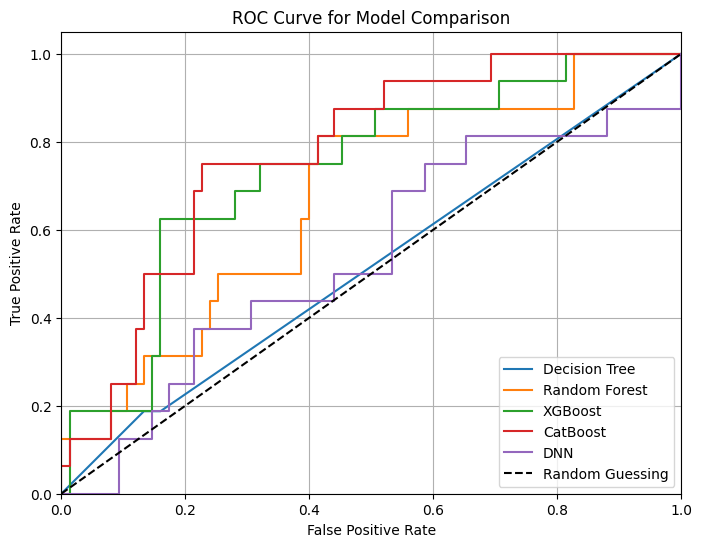 ROC Curve for Model Comparison
True Positive Rate
1.0
0.8
0.6
0.4
0.2
0.0
Decision Tree
Random Forest
XGBoost
CatBoost
DNN
Random Guessing
0.0 0.2 0.4 0.6 0.8 1.0
False Positive Rate